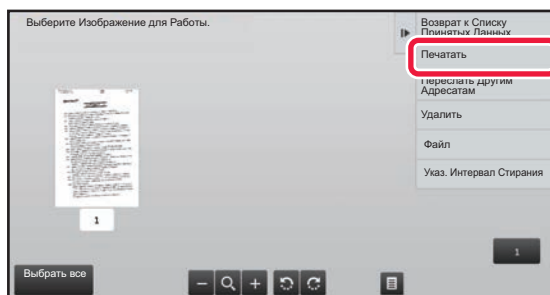 Выберите Изображение для Работы.
Возврат к Списку
Принятых Данных
Печатать
Переслать Другим
Адресатам
Удалить
Файл
Указ. Интервал Стирания
1
1
Выбрать все